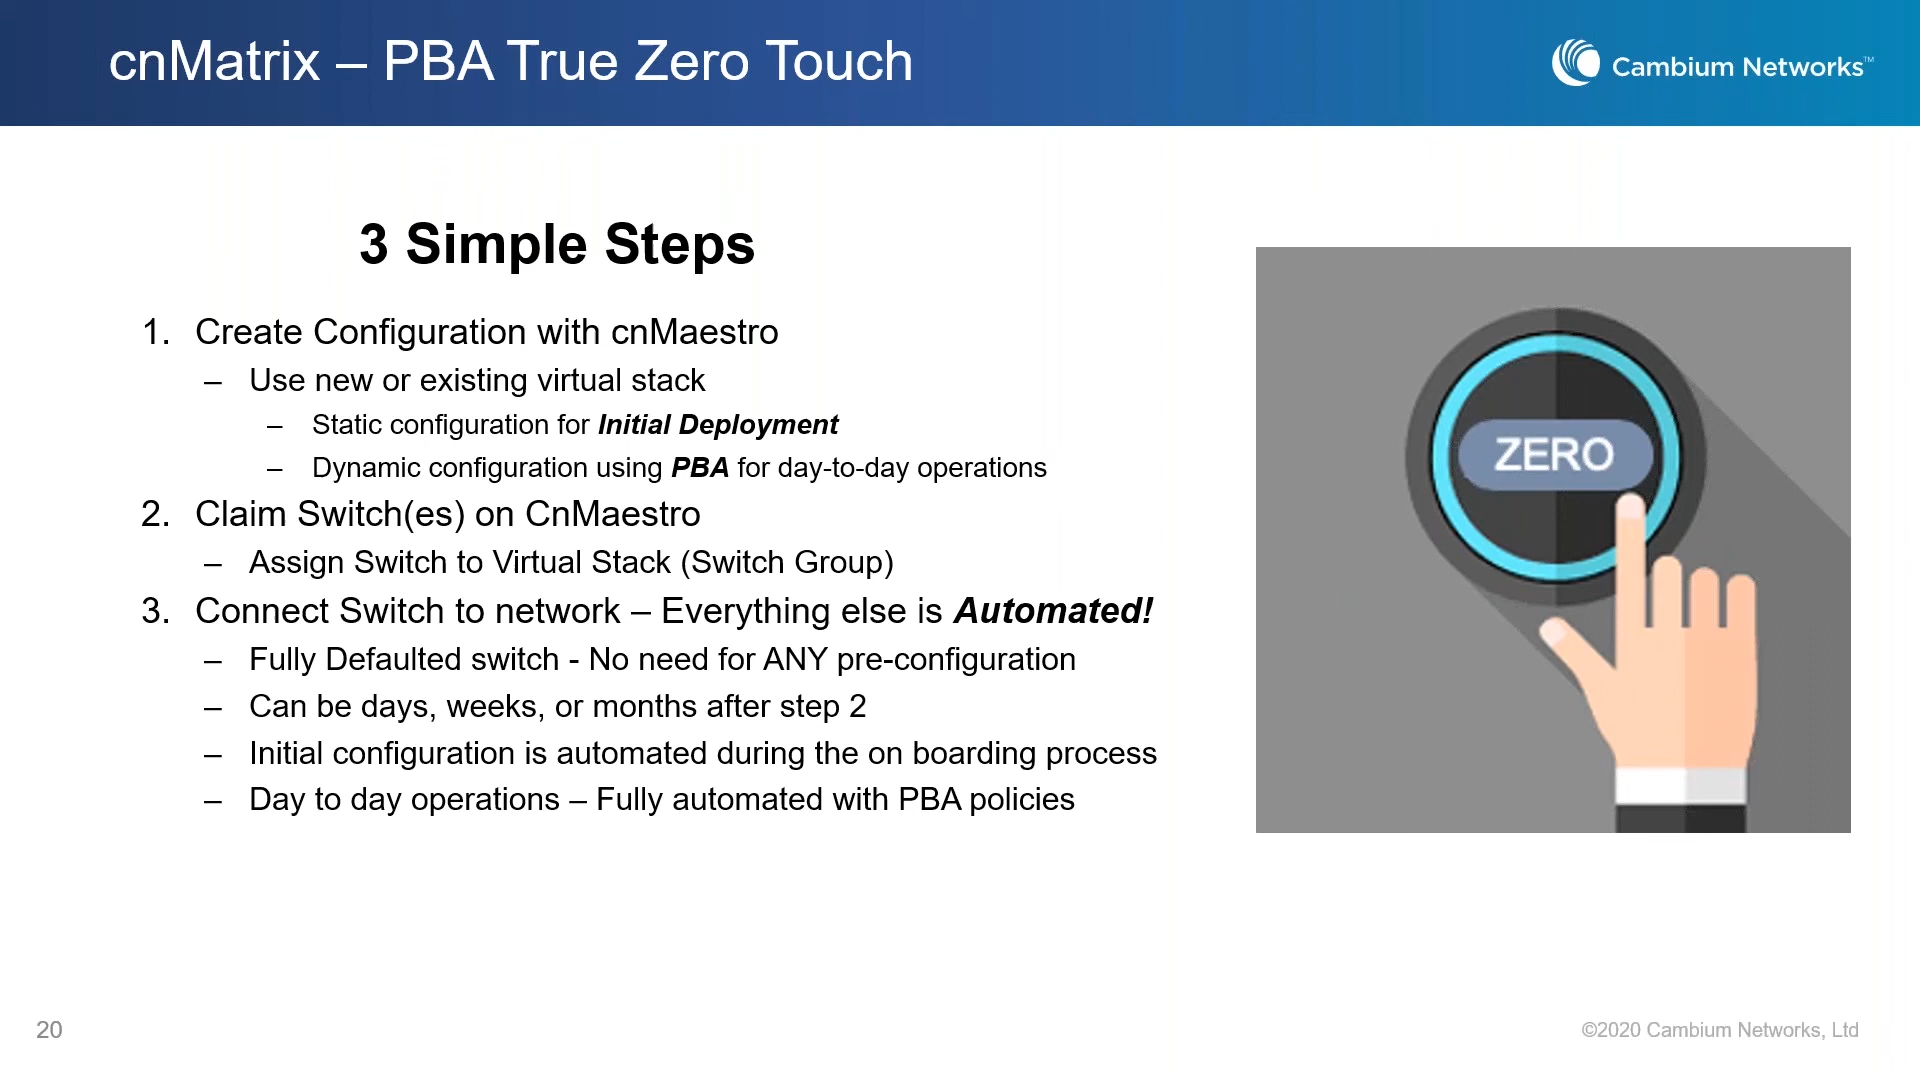 cnMatrix – PBA True Zero Touch
Cambium Networks™
3 Simple Steps
1. Create Configuration with cnMaestro
– Use new or existing virtual stack
– Static configuration for Initial Deployment
– Dynamic configuration using PBA for day-to-day operations
2. Claim Switch(es) on CnMaestro
– Assign Switch to Virtual Stack (Switch Group)
3. Connect Switch to network – Everything else is Automated!
– Fully Defaulted switch - No need for ANY pre-configuration
– Can be days, weeks, or months after step 2
– Initial configuration is automated during the on boarding process
– Day to day operations – Fully automated with PBA policies
ZERO
20
©2020 Cambium Networks, Ltd